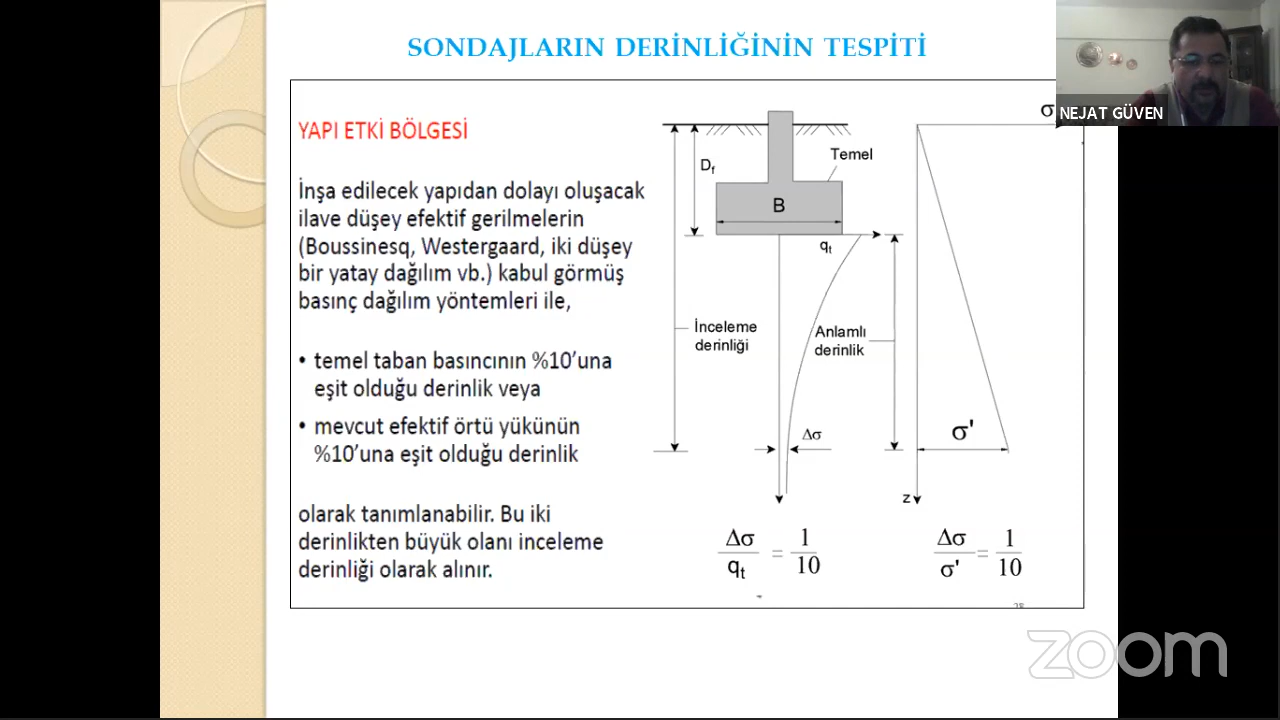 SONDAJLARIN DERİNLİĞİNİN TESPİTİ
NEJAT GÜVEN
YAPI ETKİ BÖLGESİ
İnşa edilecek yapıdan dolayı oluşacak
ilave düşey efektif gerilmelerin
(Boussinesq, Westergaard, iki düşey
bir yatay dağılım vb.) kabul görmüş
basınç dağılım yöntemleri ile,
• temel taban basıncının %10’una
eşit olduğu derinlik veya
• mevcut efektif örtü yükünün
%10’una eşit olduğu derinlik
olarak tanımlanabilir. Bu iki
derinlikten büyük olanı inceleme
derinliği olarak alınır.
σ
Df
Temel
B
qt
İnceleme
derinliği
Anlamlı
derinlik
Δσ
σ'
z
Δσ/qt = 1/10
Δσ/σ' = 1/10
zoom